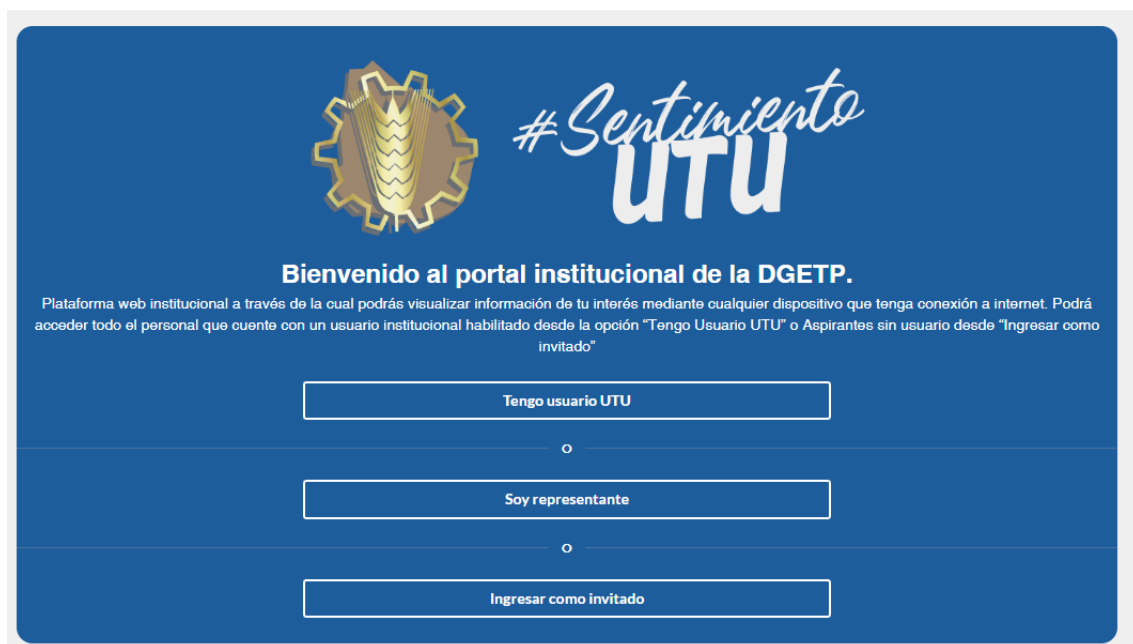 #Sentimiento
UTU
Bienvenido al portal institucional de la DGETP.
Plataforma web institucional a través de la cual podrás visualizar información de tu interés mediante cualquier dispositivo que tenga conexión a internet. Podrá
acceder todo el personal que cuente con un usuario institucional habilitado desde la opción “Tengo Usuario UTU” o Aspirantes sin usuario desde “Ingresar como
invitado”
Tengo usuario UTU
O
Soy representante
O
Ingresar como invitado